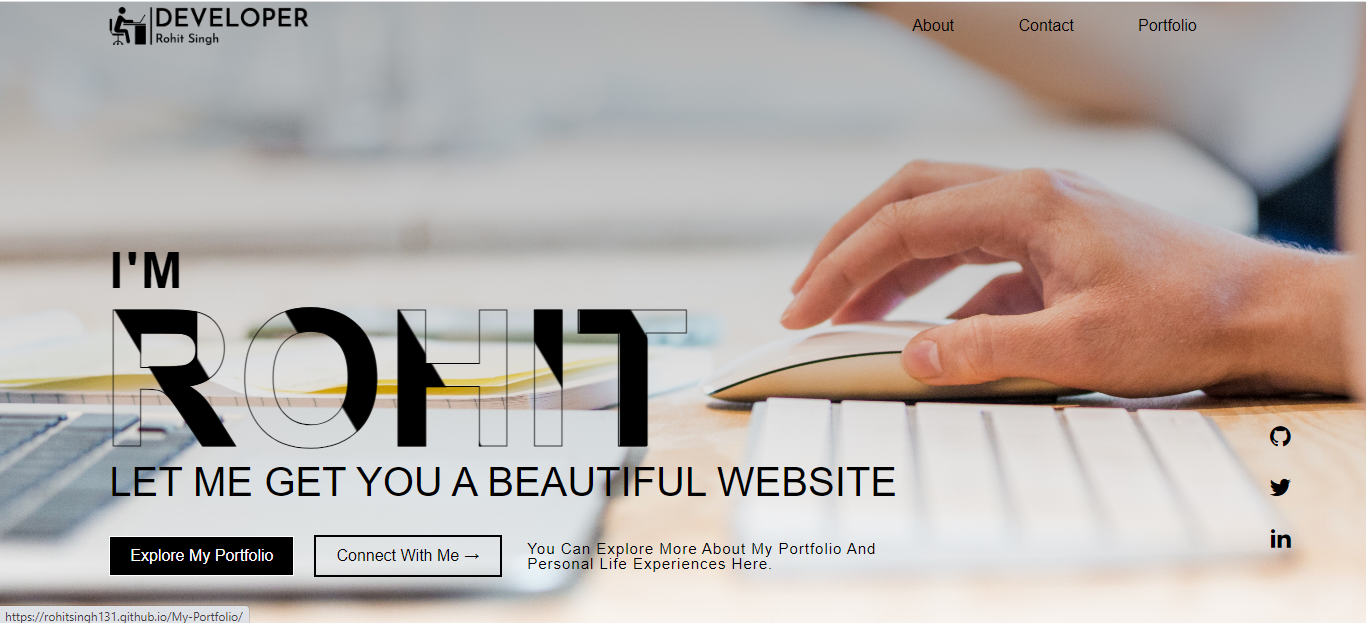 DEVELOPER
Rohit Singh
About Contact Portfolio
I'M
ROHIT
LET ME GET YOU A BEAUTIFUL WEBSITE
Explore My Portfolio
Connect With Me →
You Can Explore More About My Portfolio And
Personal Life Experiences Here.
https://rohitsingh131.github.io/My-Portfolio/